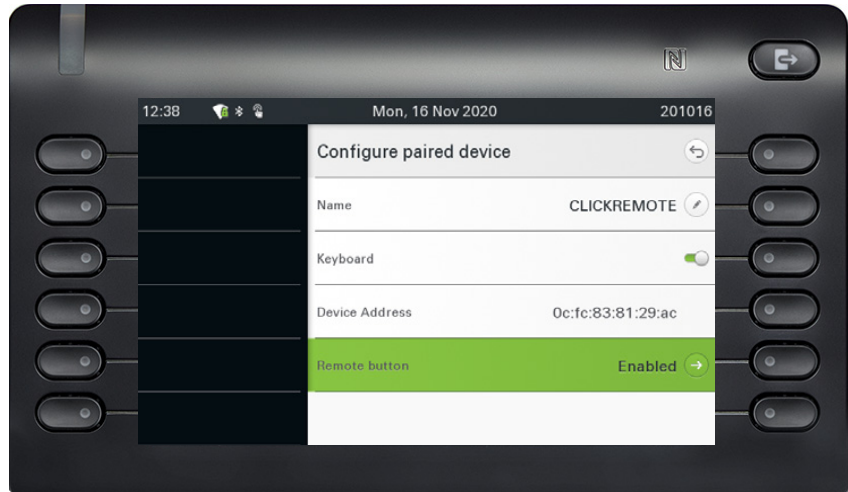 12:38 Mon, 16 Nov 2020 201016
Configure paired device
Name CLICKREMOTE
Keyboard
Device Address 0c:fc:83:81:29:ac
Remote button Enabled